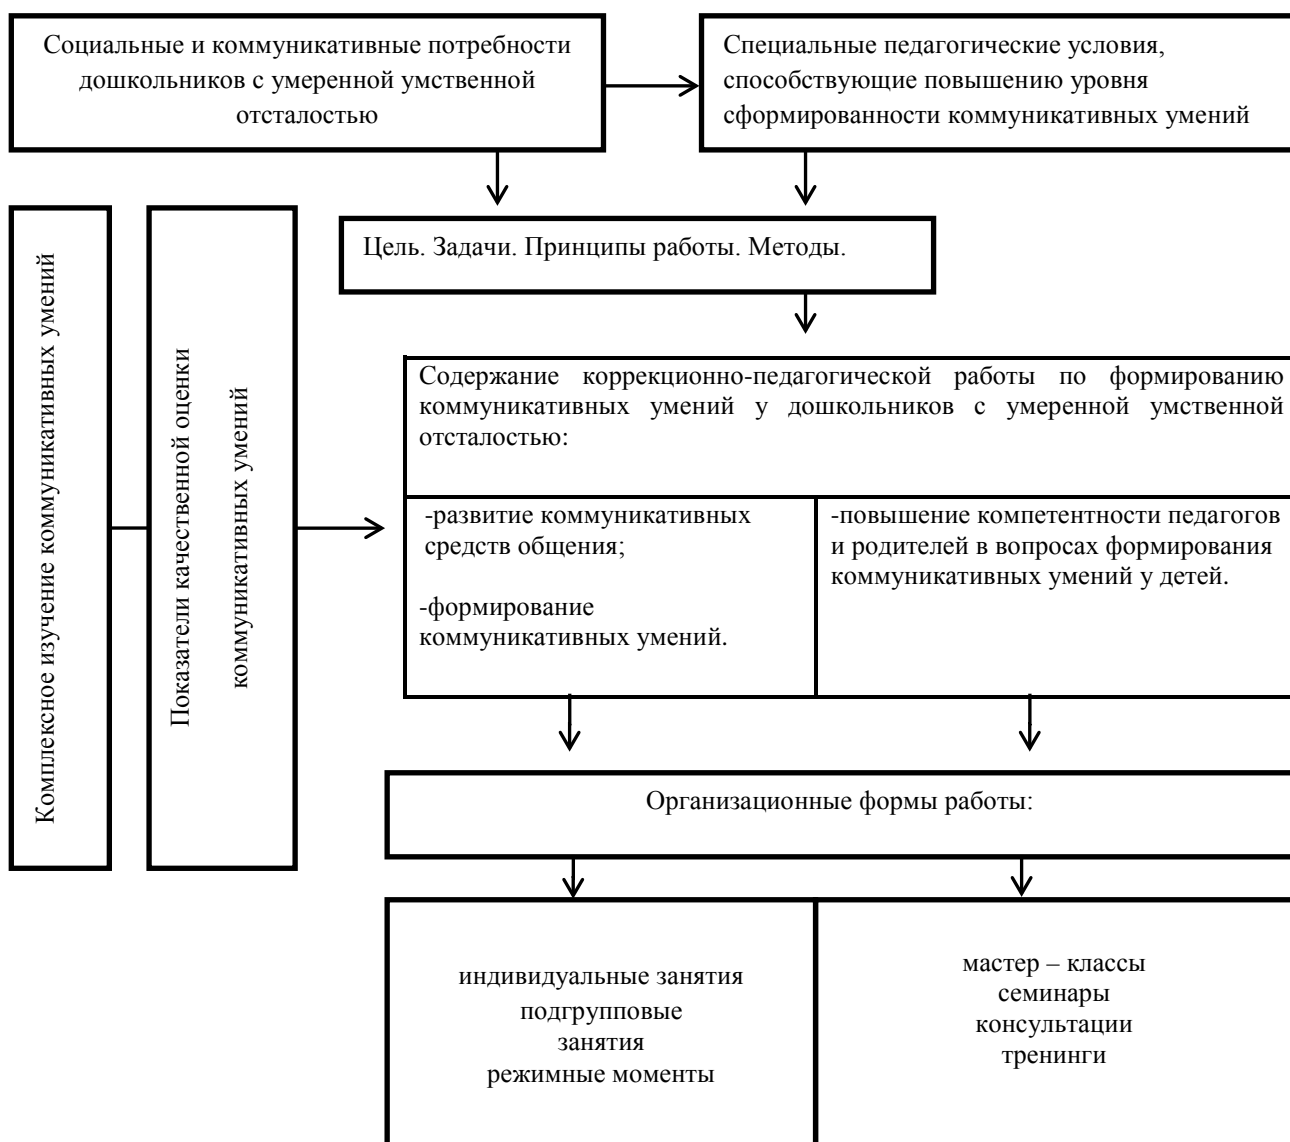 Социальные и коммуникативные потребности
дошкольников с умеренной умственной
отсталостью
Специальные педагогические условия,
способствующие повышению уровня
сформированности коммуникативных умений
Цель. Задачи. Принципы работы. Методы.
Комплексное изучение коммуникативных умений
Показатели качественной оценки
коммуникативных умений
Содержание коррекционно-педагогической работы по формированию
коммуникативных умений у дошкольников с умеренной умственной
отсталостью:
-развитие коммуникативных
средств общения;
-формирование
коммуникативных умений.
-повышение компетентности педагогов
и родителей в вопросах формирования
коммуникативных умений у детей.
Организационные формы работы:
индивидуальные занятия
подгрупповые
занятия
режимные моменты
мастер – классы
семинары
консультации
тренинги